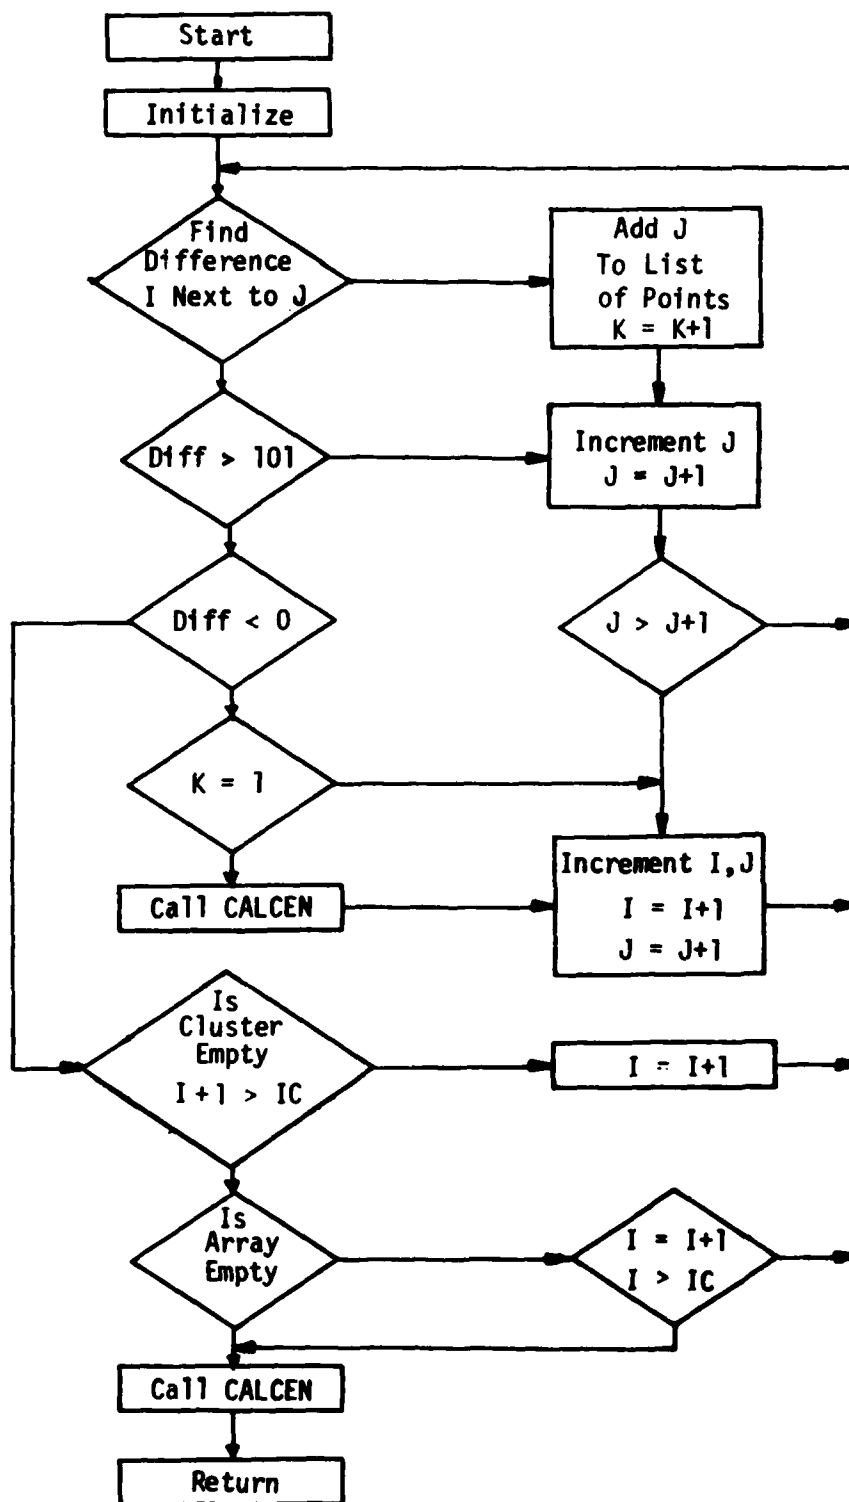 Start
Initialize
Find
Difference
I Next to J
Add J
To List
of Points
K = K+1
Diff > 101
Increment J
J = J+1
Diff < 0
J > J+1
K = 1
Call CALCEN
Increment I,J
I = I+1
J = J+1
Is
Cluster
Empty
I+1 > IC
I = I+1
Is
Array
Empty
I = I+1
I > IC
Call CALCEN
Return